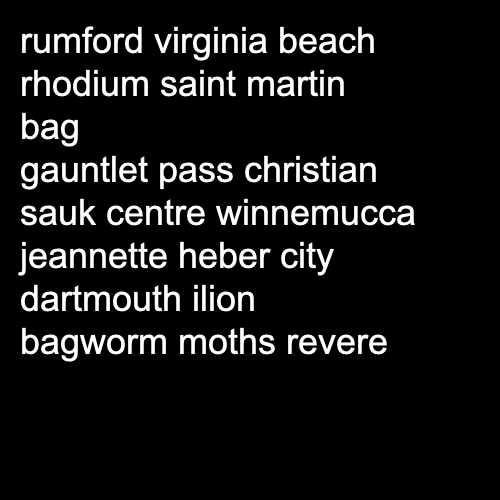 rumford virginia beach
rhodium saint martin
bag
gauntlet pass christian
sauk centre winnemucca
jeannette heber city
dartmouth ilion
bagworm moths revere